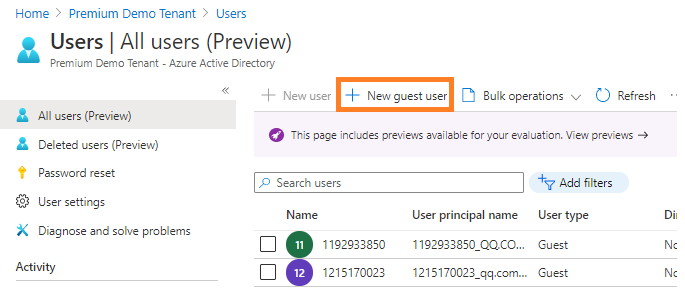 Home > Premium Demo Tenant > Users
Users | All users (Preview)
Premium Demo Tenant - Azure Active Directory
«
+ New user + New guest user Bulk operations Refresh ...
All users (Preview)
Deleted users (Preview)
Password reset
User settings
Diagnose and solve problems
Activity
This page includes previews available for your evaluation. View previews →
Search users
Add filters
Name User principal name User type
11 1192933850 1192933850_QQ.CO... Guest No
12 1215170023 1215170023_qq.com... Guest No